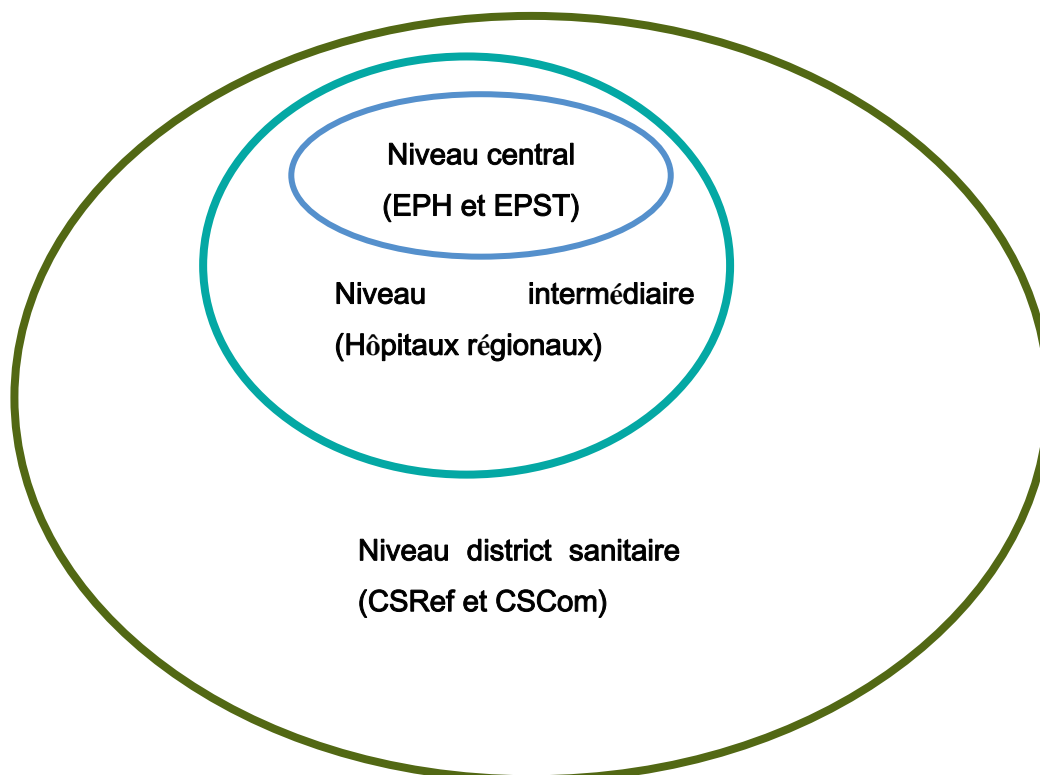 Niveau central
(EPH et EPST)
Niveau intermédiaire
(Hôpitaux régionaux)
Niveau district sanitaire
(CSRef et CSCom)